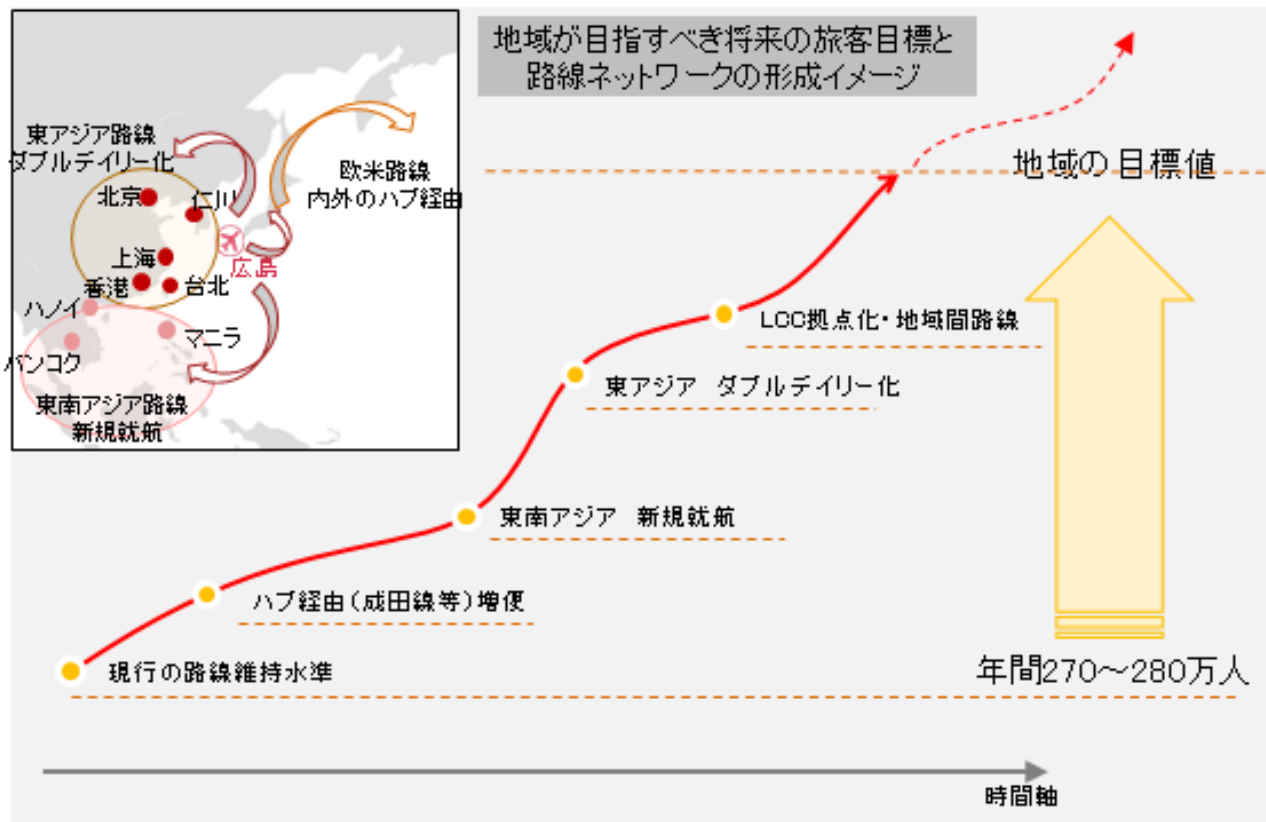 地域が目指すべき将来の旅客目標と
路線ネットワークの形成イメージ
東アジア路線
ダブルデイリー化
欧米路線
内外のハブ経由
北京
仁川
上海
広島
香港
台北
ハノイ
マニラ
バンコク
東南アジア路線
新規就航
地域の目標値
LCC拠点化・地域間路線
東アジア ダブルデイリー化
東南アジア 新規就航
ハブ経由(成田線等)増便
現行の路線維持水準
年間270～280万人
時間軸